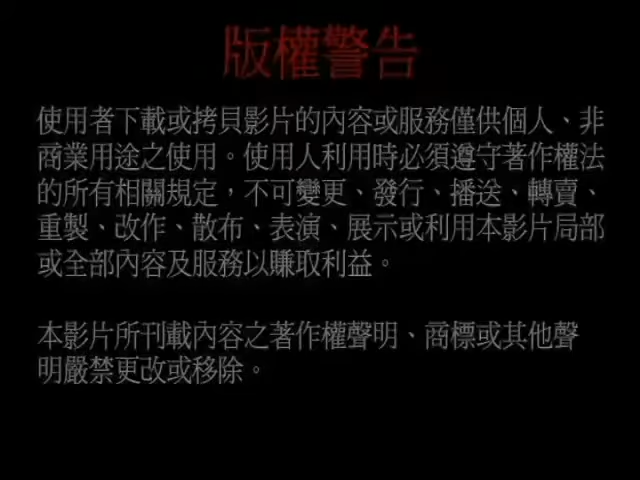 版權警告
使用者下載或拷貝影片的內容或服務僅供個人、非
商業用途之使用。使用人利用時必須遵守著作權法
的所有相關規定，不可變更、發行、播送、轉賣、
重製、改作、散布、表演、展示或利用本影片局部
或全部內容及服務以賺取利益。
本影片所刊載內容之著作權聲明、商標或其他聲
明嚴禁更改或移除。